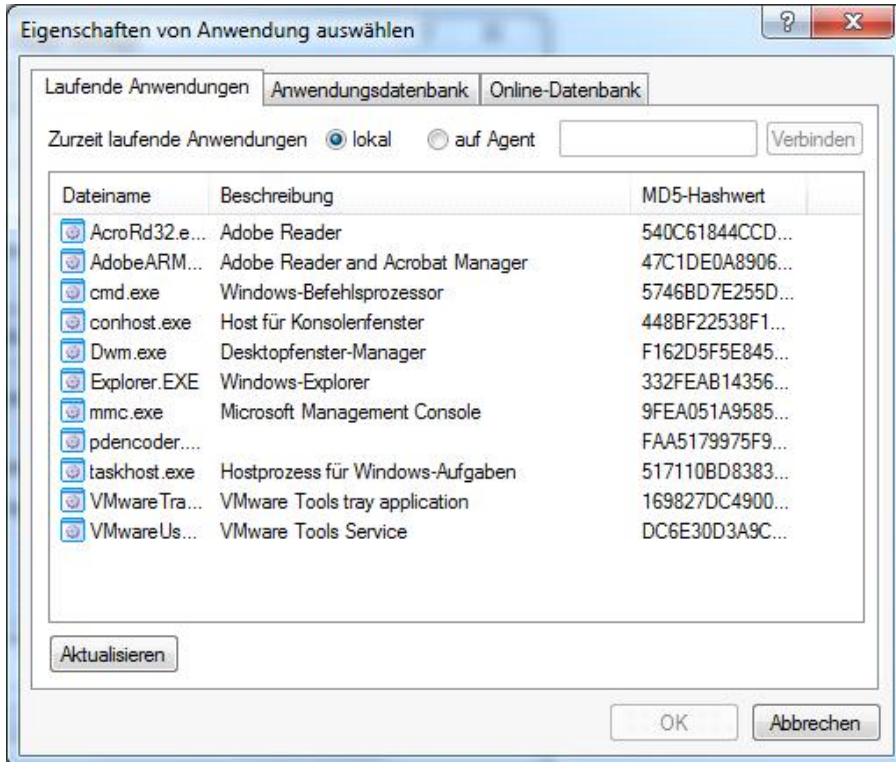 Eigenschaften von Anwendung auswählen
Laufende Anwendungen Anwendungsdatenbank Online-Datenbank
Zurzeit laufende Anwendungen lokal auf Agent Verbinden
Dateiname Beschreibung MD5-Hashwert
AcroRd32.e... Adobe Reader 540C61844CCD...
AdobeARM... Adobe Reader and Acrobat Manager 47C1DE0A8906...
cmd.exe Windows-Befehlsprozessor 5746BD7E255D...
conhost.exe Host für Konsolenfenster 448BF22538F1...
Dwm.exe Desktopfenster-Manager F162D5F5E845...
Explorer.EXE Windows-Explorer 332FEAB14356...
mmc.exe Microsoft Management Console 9FEA051A9585...
pdencoder.... FAA5179975F9...
taskhost.exe Hostprozess für Windows-Aufgaben 517110BD8383...
VMwareTra... VMware Tools tray application 169827DC4900...
VMwareUs... VMware Tools Service DC6E30D3A9C...
Aktualisieren
OK Abbrechen